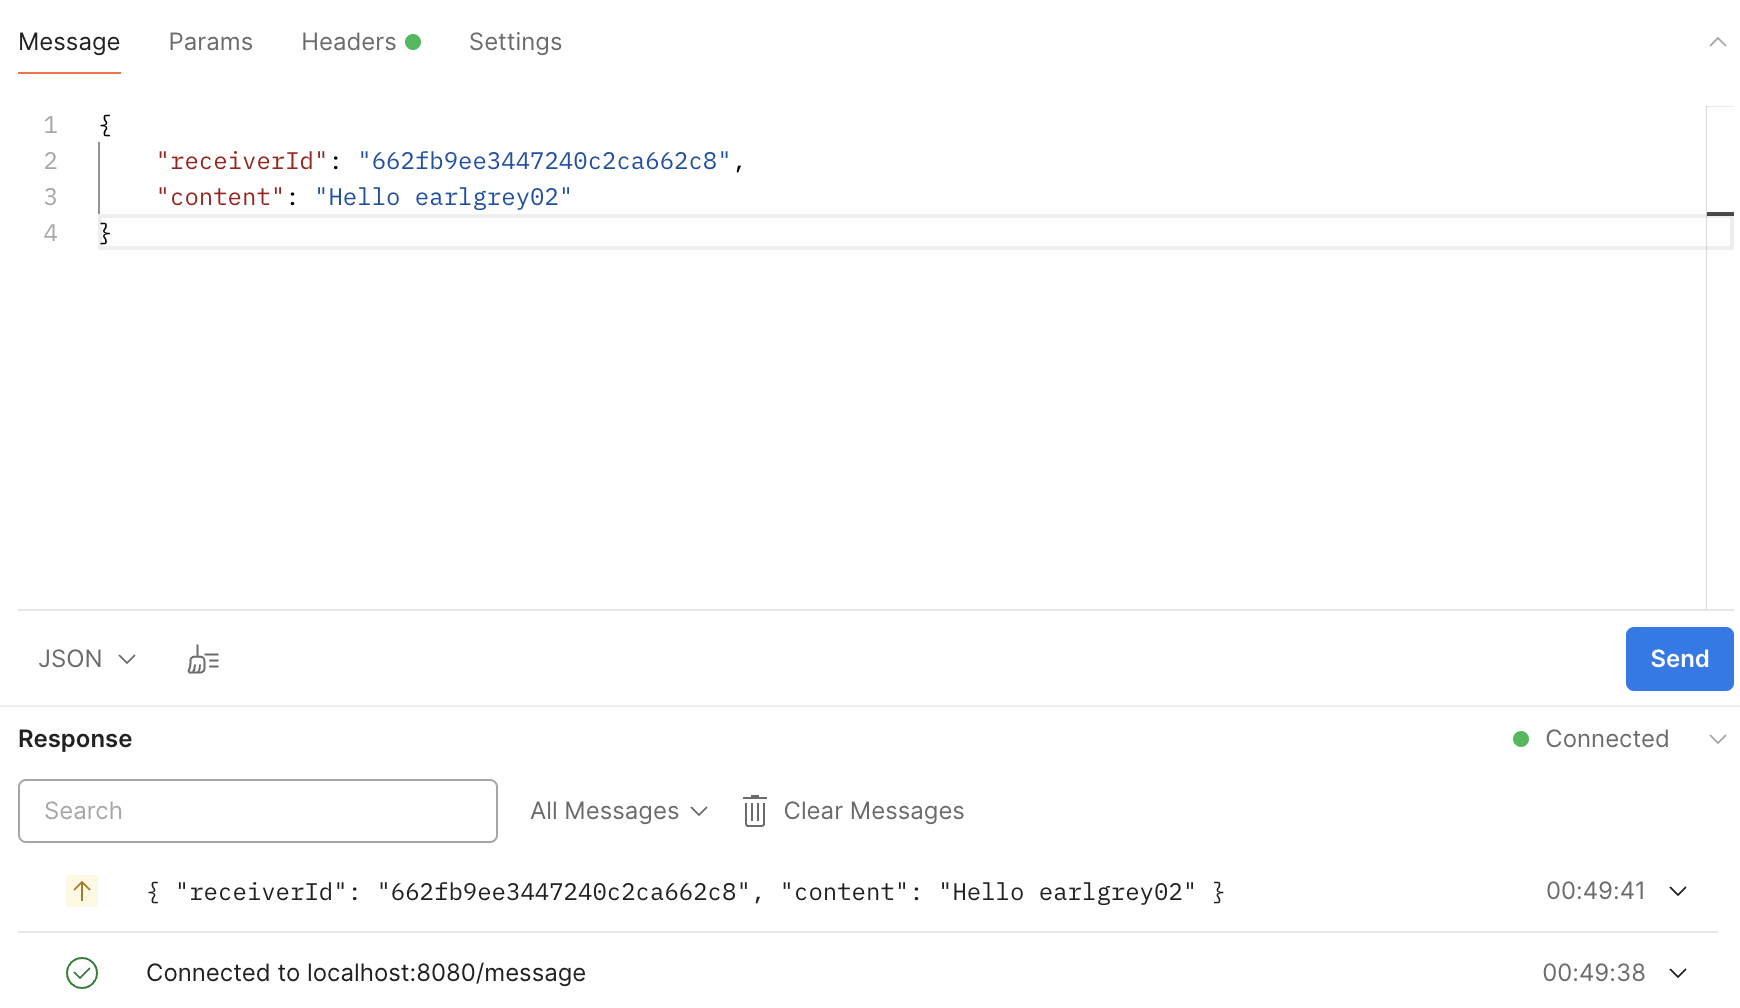 Message Params Headers Settings
1 {
2 "receiverId": "662fb9ee3447240c2ca662c8",
3 "content": "Hello earlgrey02"
4 }
JSON
Send
Response
Connected
Search
All Messages
Clear Messages
{ "receiverId": "662fb9ee3447240c2ca662c8", "content": "Hello earlgrey02" } 00:49:41
Connected to localhost:8080/message 00:49:38